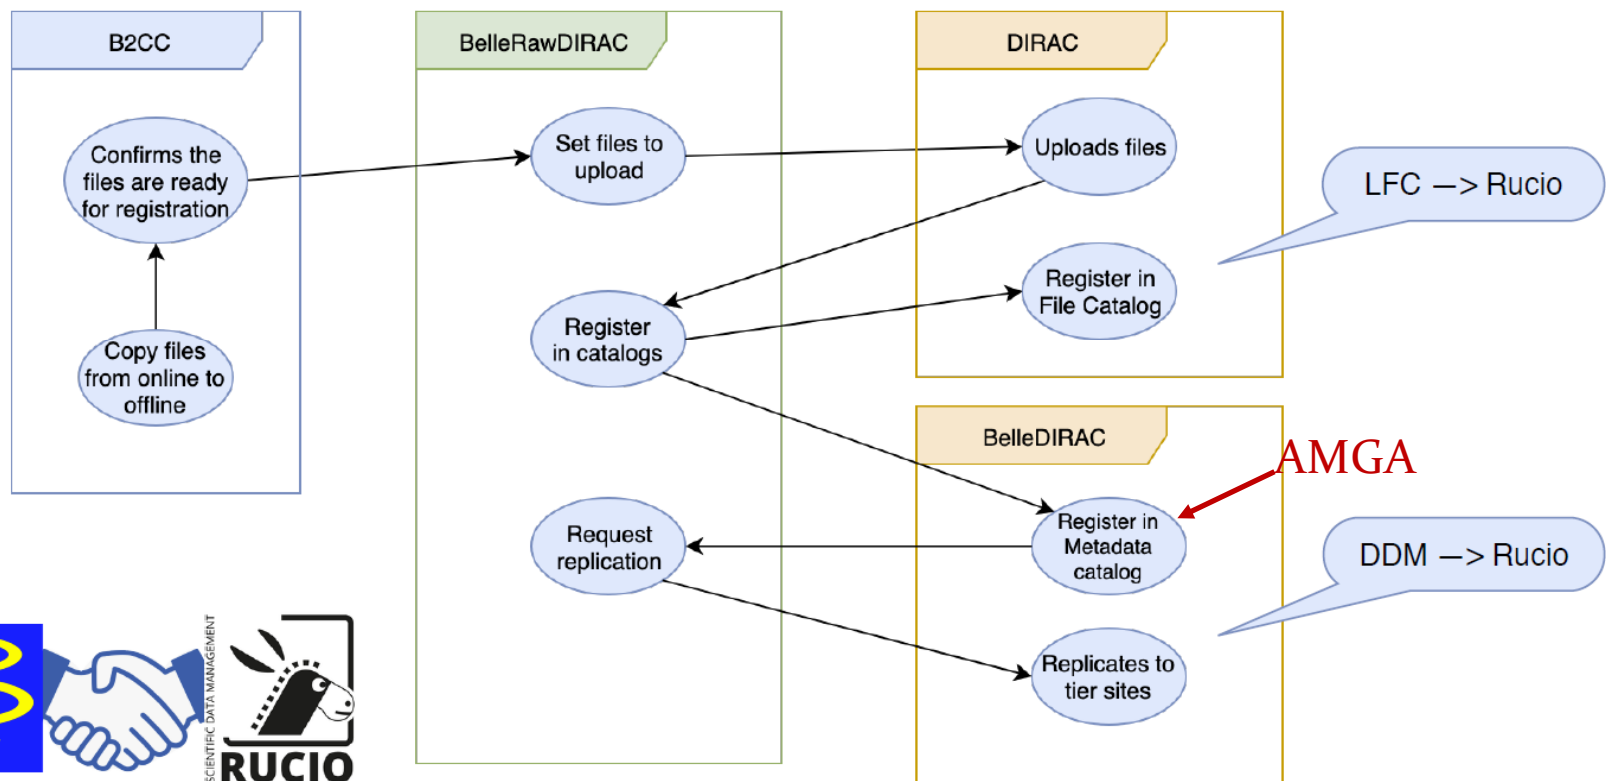 B2CC
BelleRawDIRAC
DIRAC
Confirms the
files are ready
for registration
Set files to
upload
Uploads files
LFC —> Rucio
Register in
File Catalog
Register
in catalogs
Copy files
from online to
offline
BelleDIRAC
AMGA
Register in
Metadata
catalog
Request
replication
DDM —> Rucio
Replicates to
tier sites
SCIENTIFIC DATA MANAGEMENT
RUCIO